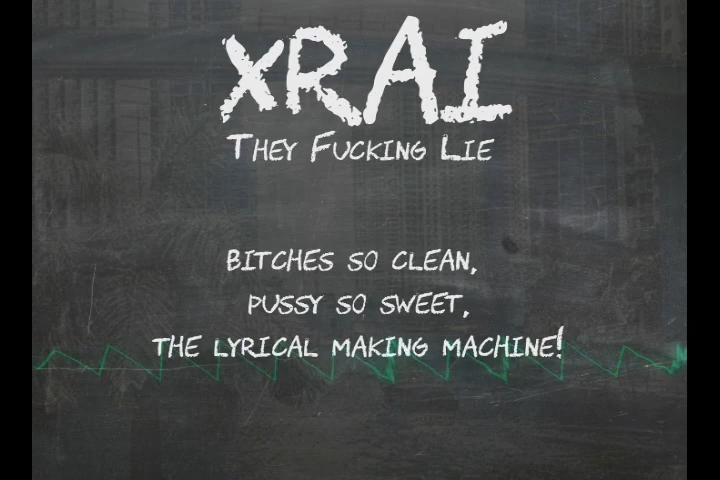 xRAI
They Fucking Lie
BITCHES SO CLEAN,
PUSSY SO SWEET,
THE LYRICAL MAKING MACHINE!